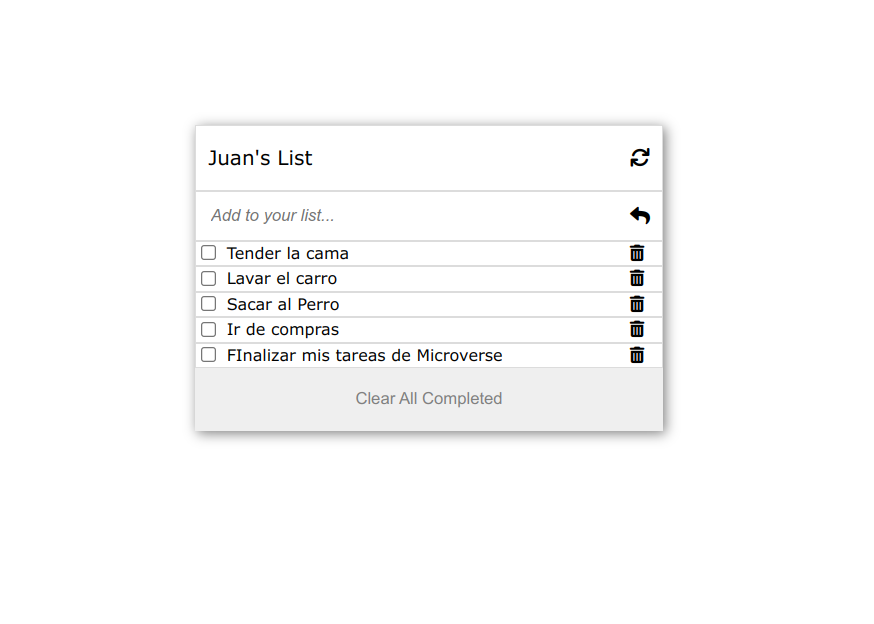 Juan's List
Add to your list...
Tender la cama
Lavar el carro
Sacar al Perro
Ir de compras
FInalizar mis tareas de Microverse
Clear All Completed